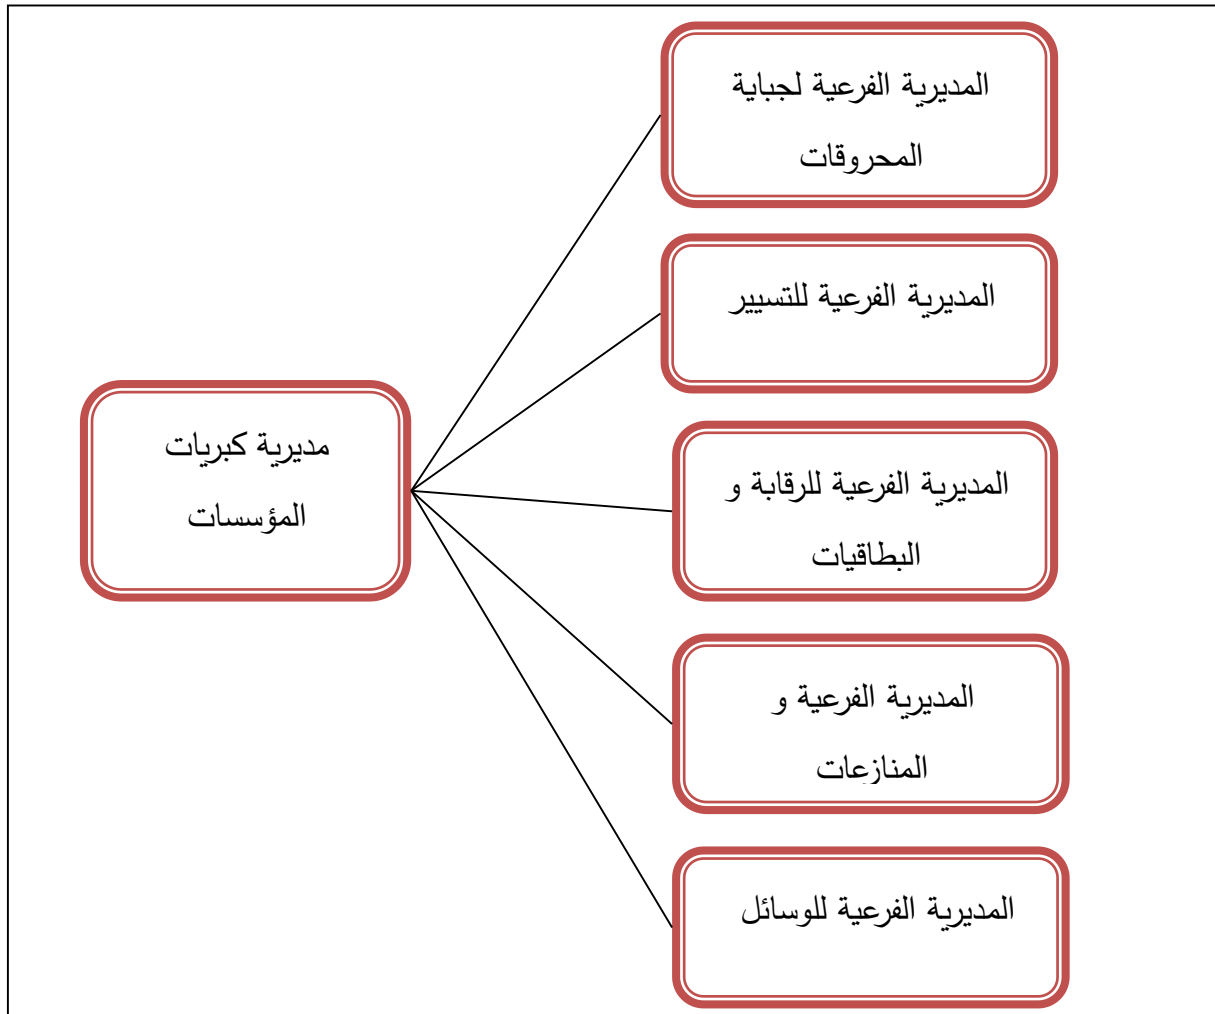 المديرية الفرعية لجباية
المحروقات
المديرية الفرعية للتسيير
مديرية كبريات
المؤسسات
المديرية الفرعية للرقابة و
البطاقيات
المديرية الفرعية و
المنازعات
المديرية الفرعية للوسائل